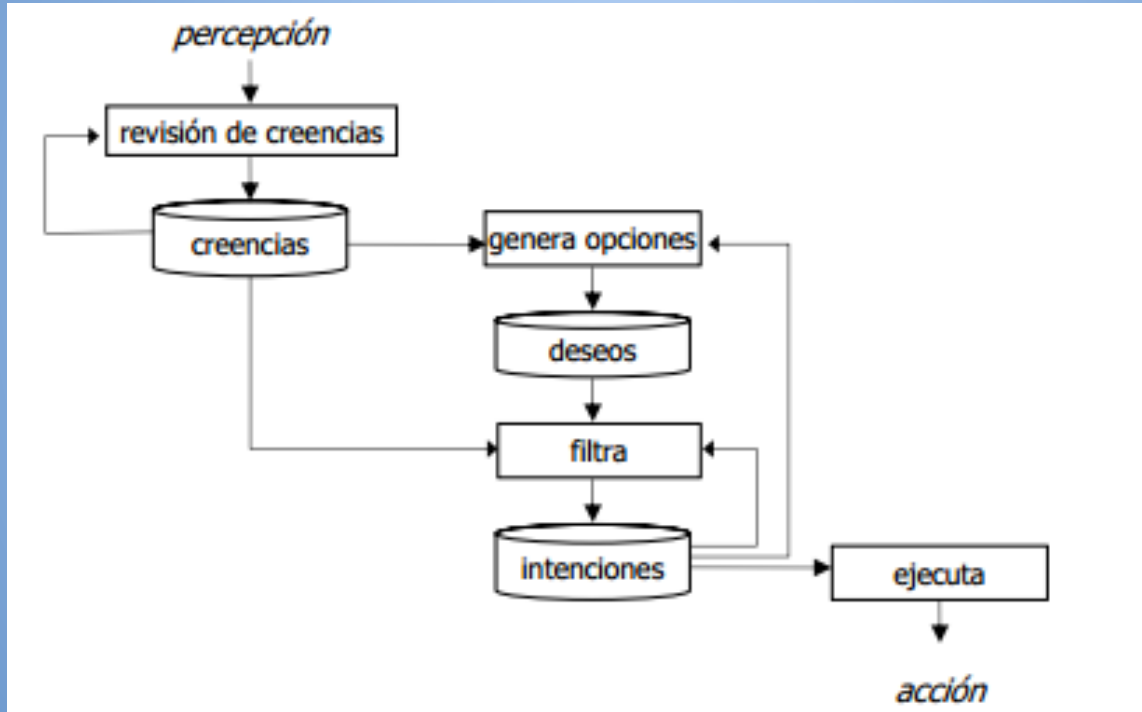 percepción
revisión de creencias
creencias
genera opciones
deseos
filtra
intenciones
ejecuta
acción